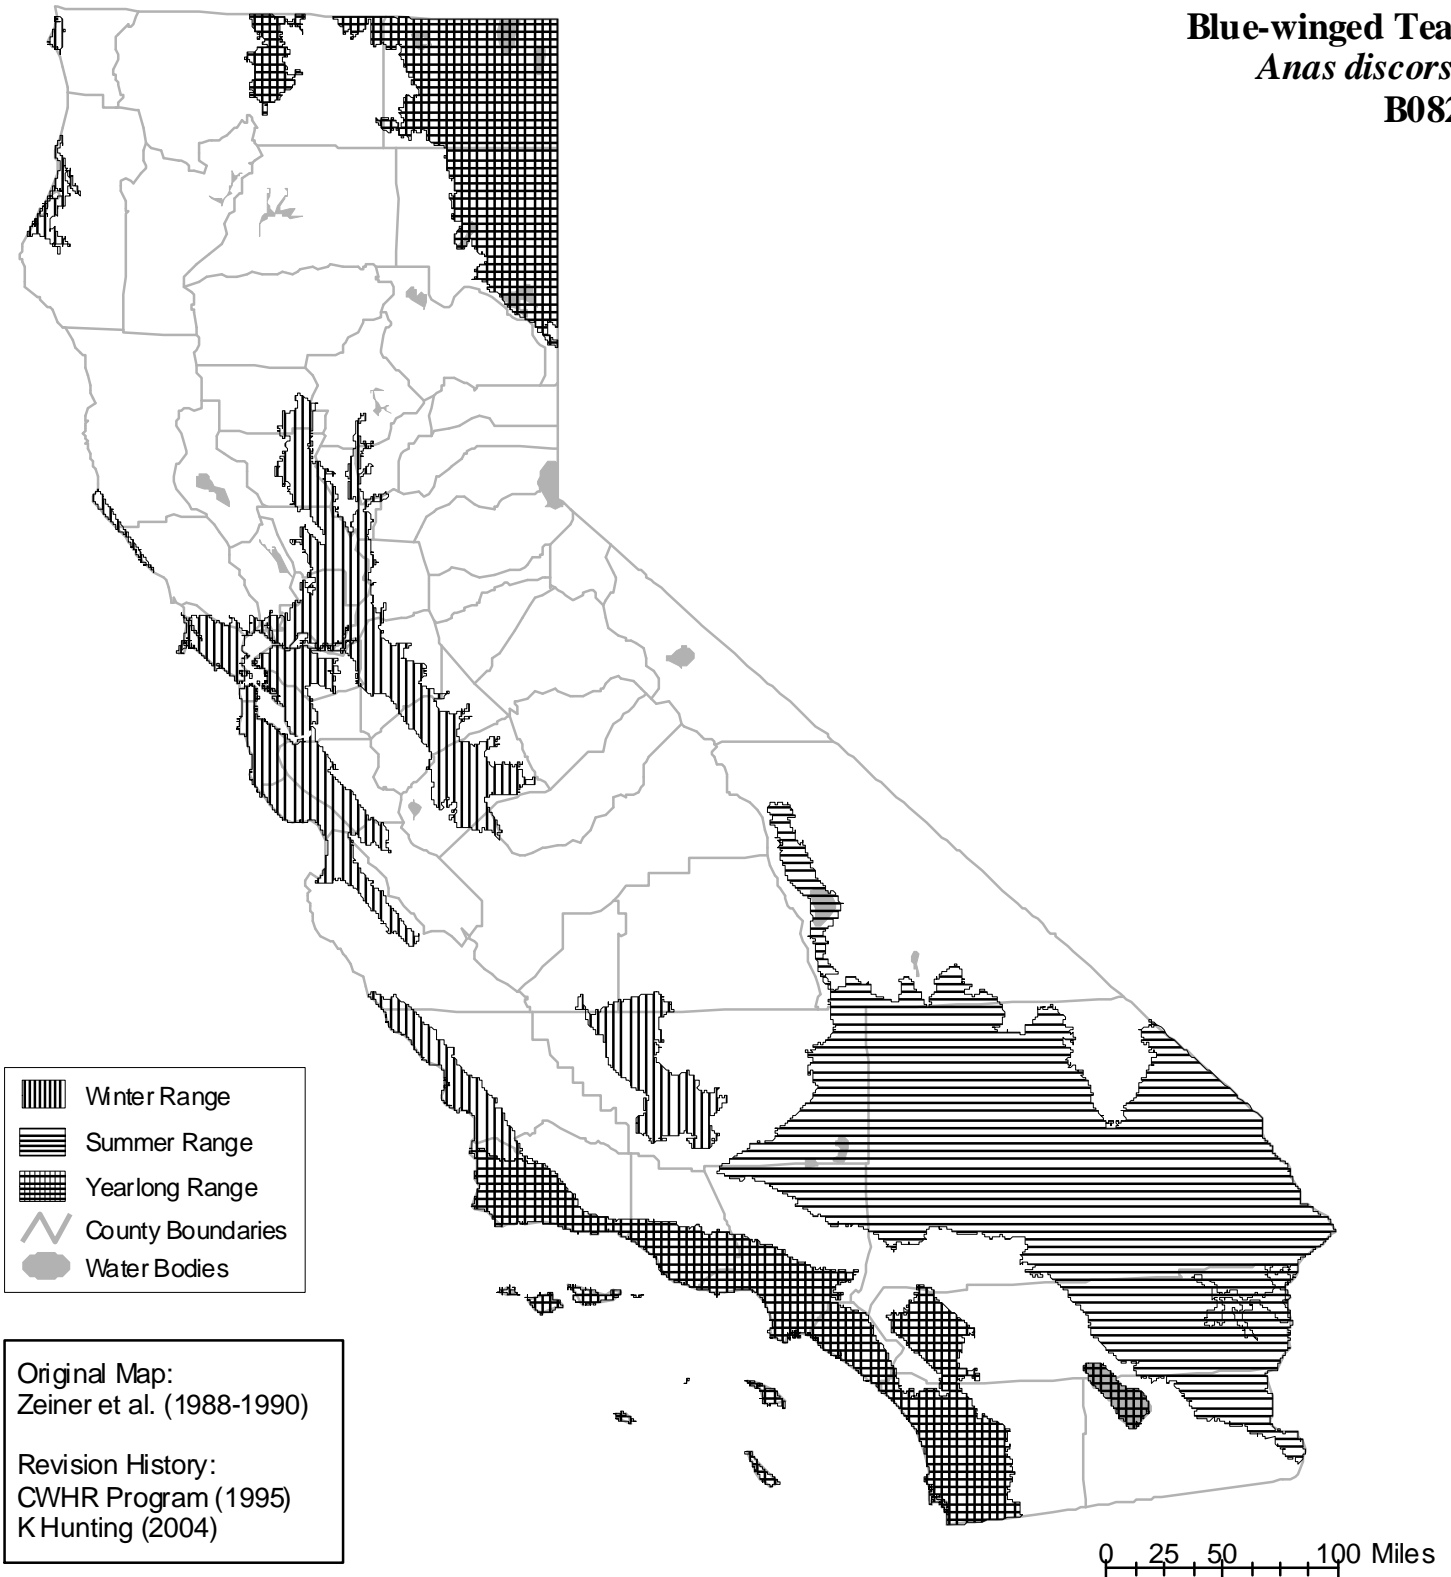 Blue-winged Tea
Anas discors
B082
Winter Range
Summer Range
Yearlong Range
County Boundaries
Water Bodies
Original Map:
Zeiner et al. (1988-1990)
Revision History:
CWHR Program (1995)
K Hunting (2004)
0 25 50 100 Miles